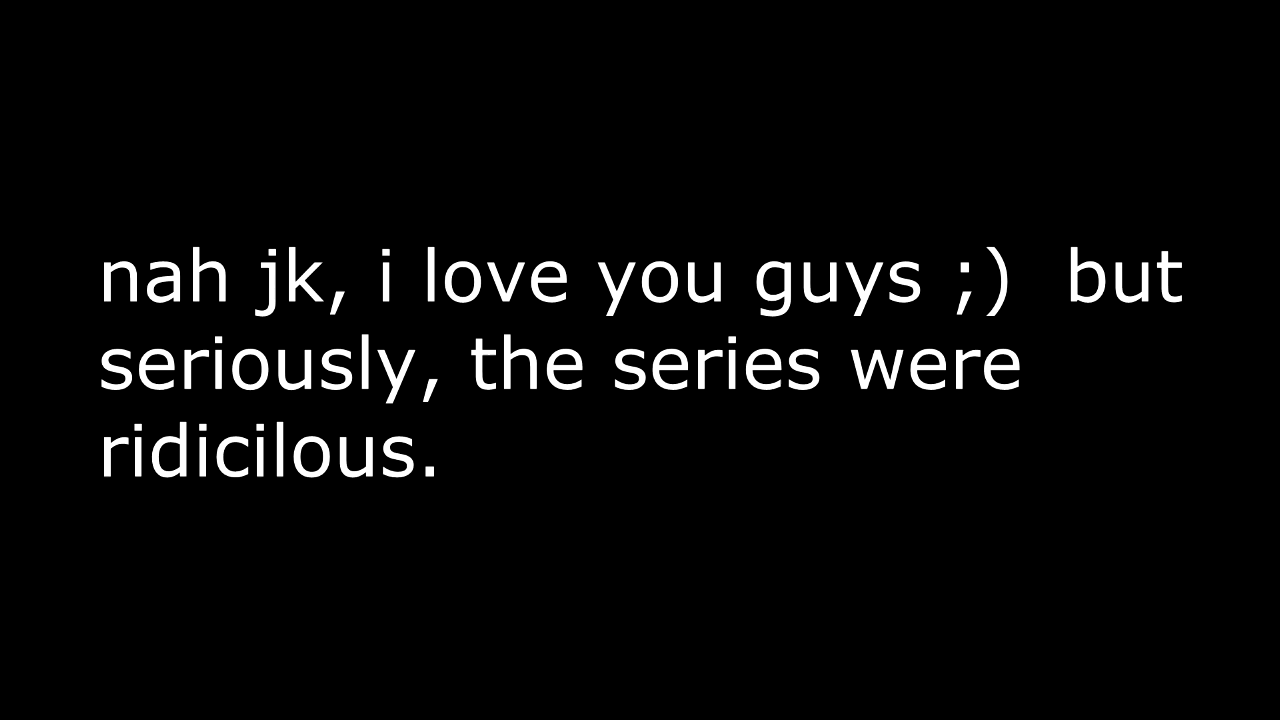 nah jk, i love you guys ;)  but
seriously, the series were
ridicilous.